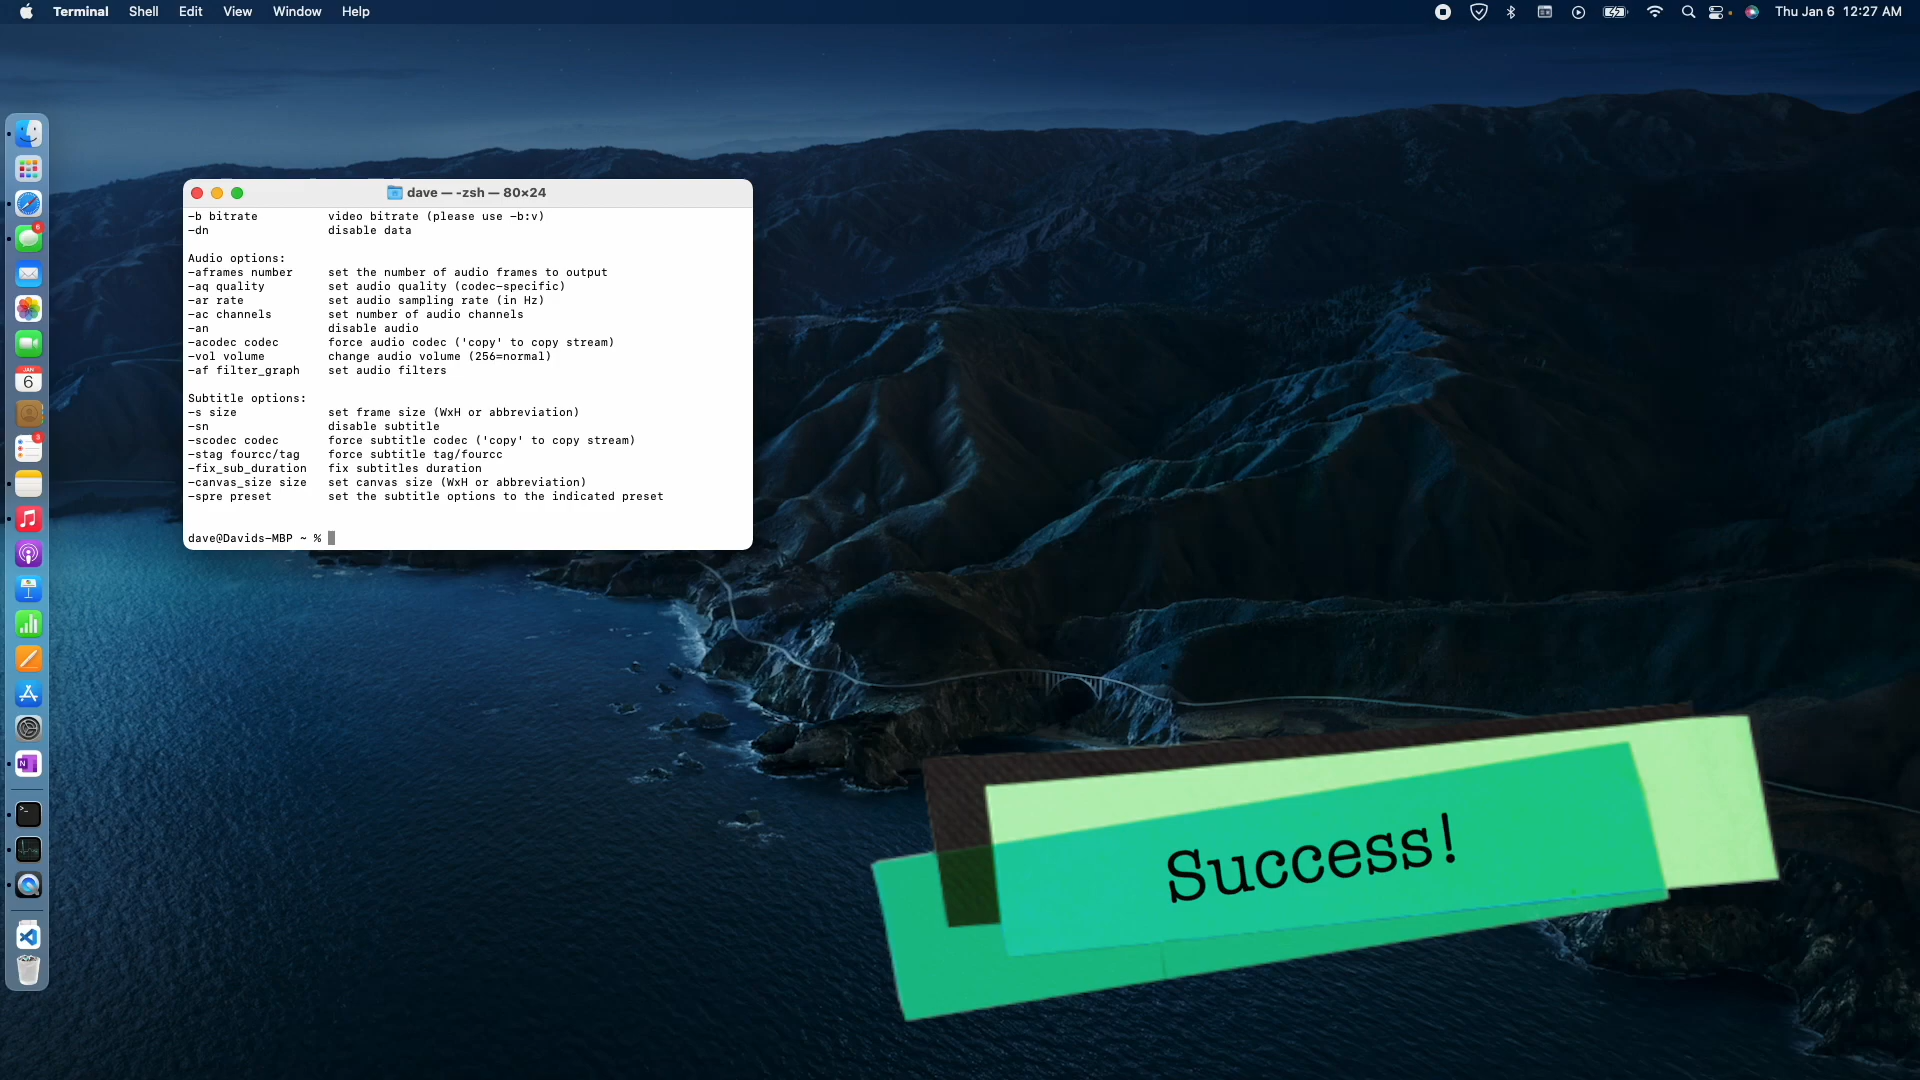 Terminal Shell Edit View Window Help Thu Jan 6 12:27 AM
dave — -zsh — 80×24
-b bitrate video bitrate (please use -b:v)
-dn disable data
Audio options:
-aframes number set the number of audio frames to output
-aq quality set audio quality (codec-specific)
-ar rate set audio sampling rate (in Hz)
-ac channels set number of audio channels
-an disable audio
-acodec codec force audio codec ('copy' to copy stream)
-vol volume change audio volume (256=normal)
-af filter_graph set audio filters
Subtitle options:
-s size set frame size (WxH or abbreviation)
-sn disable subtitle
-scodec codec force subtitle codec ('copy' to copy stream)
-stag fourcc/tag force subtitle tag/fourcc
-fix_sub_duration fix subtitles duration
-canvas_size size set canvas size (WxH or abbreviation)
-spre preset set the subtitle options to the indicated preset
dave@Davids-MBP ~ %
6
JAN
6
3
N
Success!